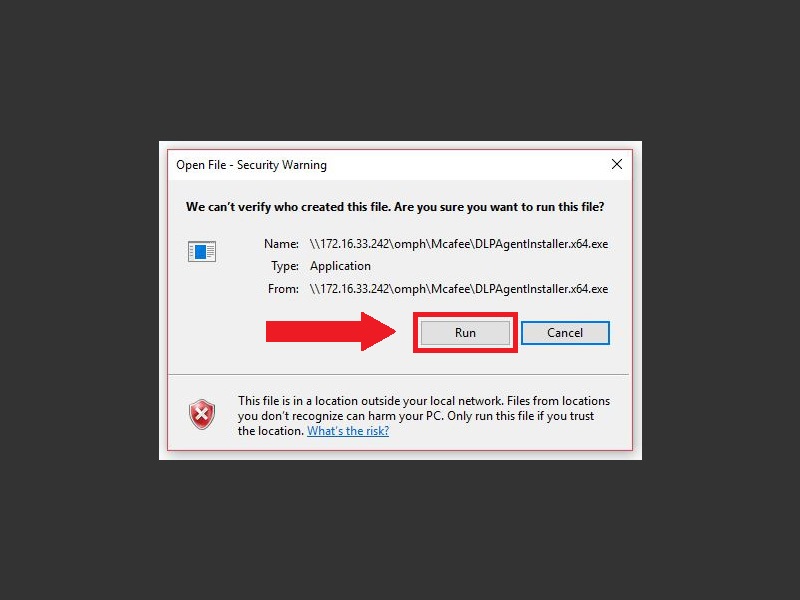 Open File - Security Warning
We can't verify who created this file. Are you sure you want to run this file?
Name: \\172.16.33.242\omph\Mcafee\DLPAgentInstaller.x64.exe
Type: Application
From: \\172.16.33.242\omph\Mcafee\DLPAgentInstaller.x64.exe
Run Cancel
This file is in a location outside your local network. Files from locations
you don't recognize can harm your PC. Only run this file if you trust
the location. What's the risk?